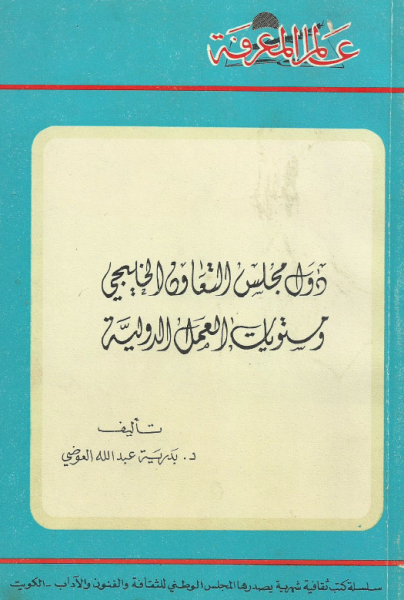 عالم المعرفة
دول مجلس التعاون الخليجي
ومستويات العمل الدولية
تأليف
د. بدرية عبد الله العوضي
سلسلة كتب ثقافية شهرية يصدرها المجلس الوطني للثقافة والفنون والآداب - الكويت